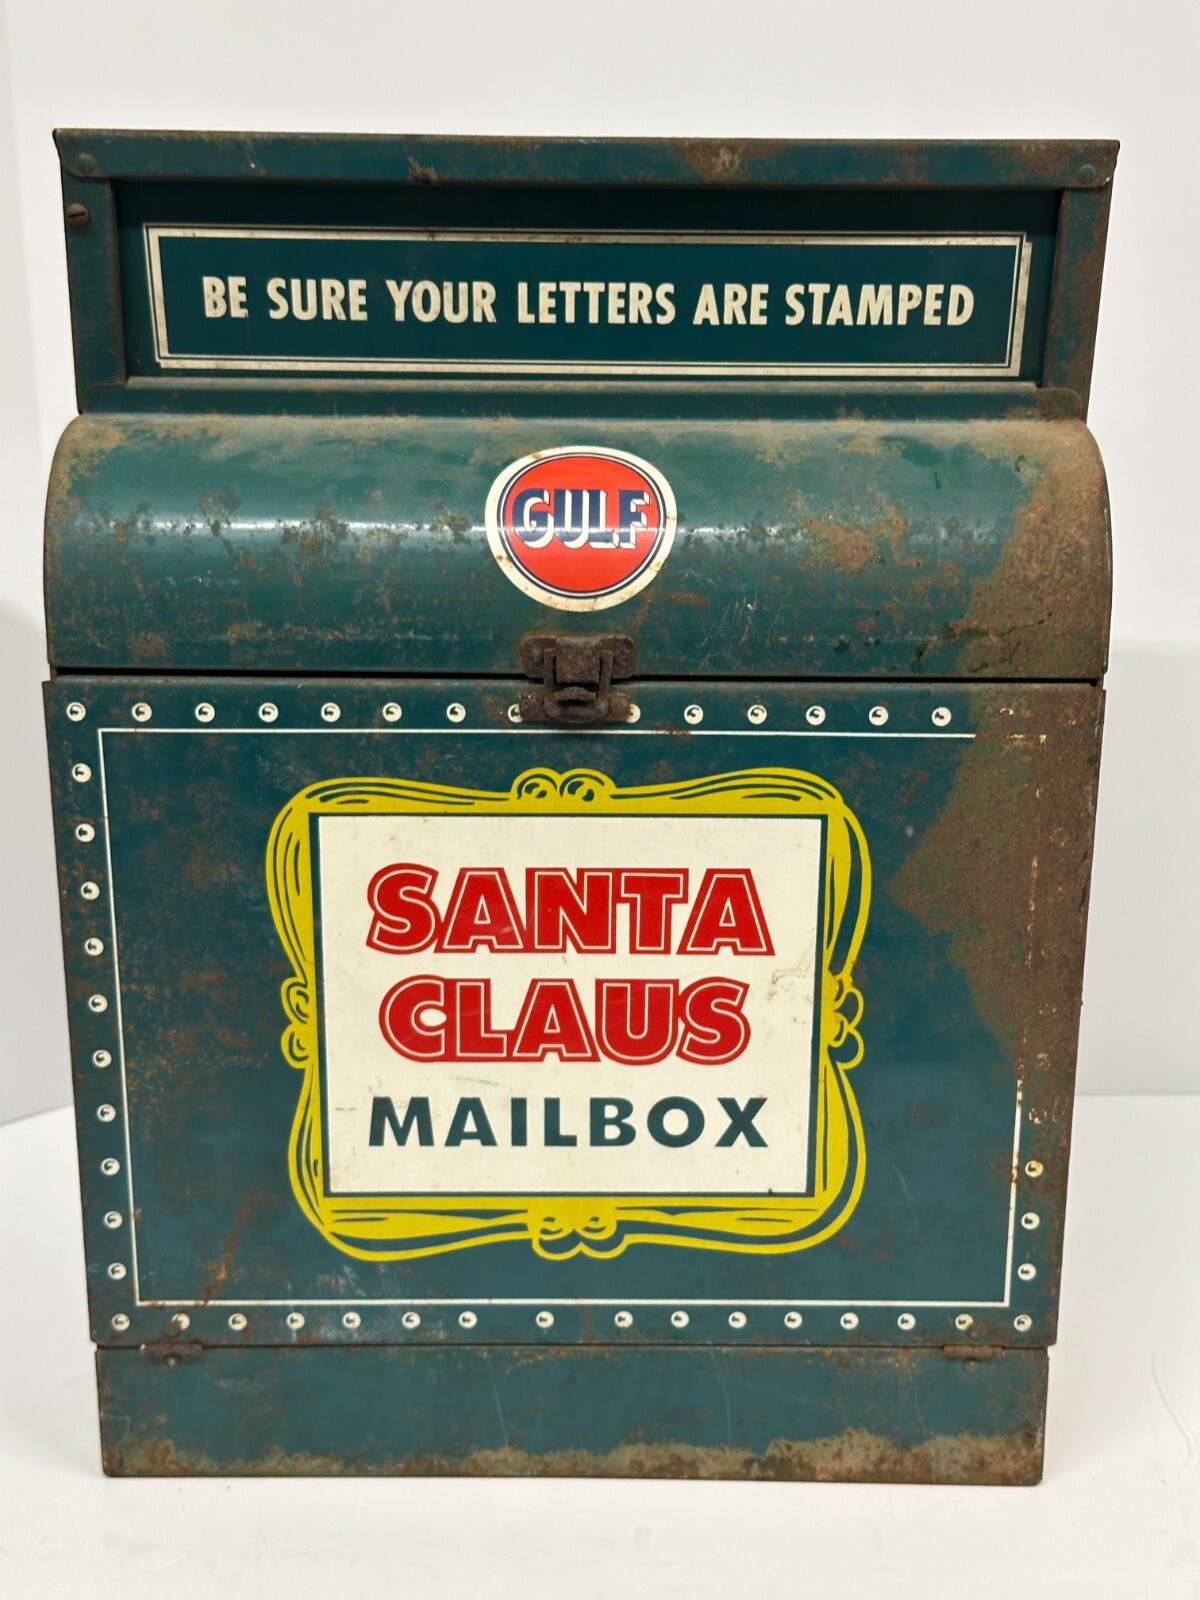 BE SURE YOUR LETTERS ARE STAMPED
GULF
SANTA
CLAUS
MAILBOX